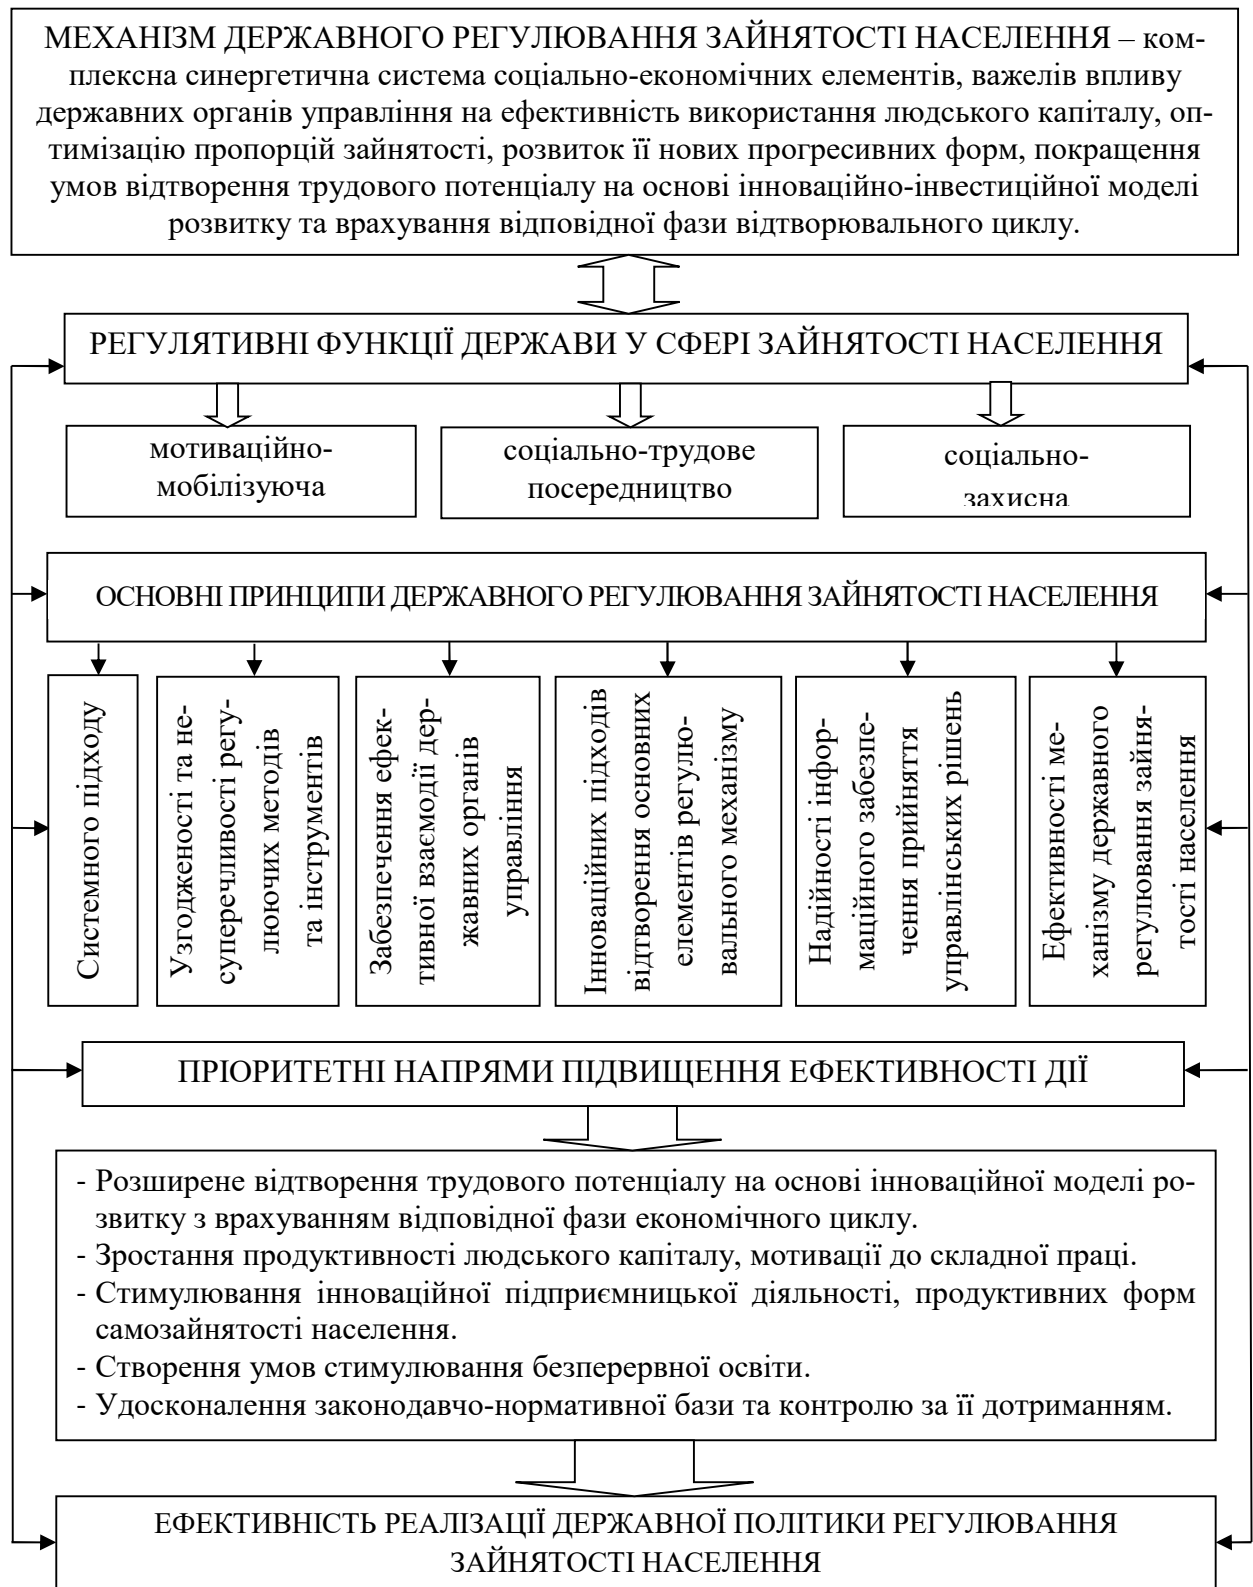 МЕХАНІЗМ ДЕРЖАВНОГО РЕГУЛЮВАННЯ ЗАЙНЯТОСТІ НАСЕЛЕННЯ – ком-
плексна синергетична система соціально-економічних елементів, важелів впливу
державних органів управління на ефективність використання людського капіталу, оп-
тимізацію пропорцій зайнятості, розвиток її нових прогресивних форм, покращення
умов відтворення трудового потенціалу на основі інноваційно-інвестиційної моделі
розвитку та врахування відповідної фази відтворювального циклу.
РЕГУЛЯТИВНІ ФУНКЦІЇ ДЕРЖАВИ У СФЕРІ ЗАЙНЯТОСТІ НАСЕЛЕННЯ
мотиваційно-
мобілізуюча
соціально-трудове
посередництво
соціально-
захисна
ОСНОВНІ ПРИНЦИПИ ДЕРЖАВНОГО РЕГУЛЮВАННЯ ЗАЙНЯТОСТІ НАСЕЛЕННЯ
Системного підходу
Узгодженості та не-
суперечливості регу-
люючих методів
та інструментів
Забезпечення ефек-
тивної взаємодії дер-
жавних органів
управління
Інноваційних підходів
відтворення основних
елементів регулю-
вального механізму
Надійності інфор-
маційного забезпе-
чення прийняття
управлінських рішень
Ефективності ме-
ханізму державного
регулювання зайня-
тості населення
ПРІОРИТЕТНІ НАПРЯМИ ПІДВИЩЕННЯ ЕФЕКТИВНОСТІ ДІЇ
- Розширене відтворення трудового потенціалу на основі інноваційної моделі ро-
звитку з врахуванням відповідної фази економічного циклу.
- Зростання продуктивності людського капіталу, мотивації до складної праці.
- Стимулювання інноваційної підприємницької діяльності, продуктивних форм
самозайнятості населення.
- Створення умов стимулювання безперервної освіти.
- Удосконалення законодавчо-нормативної бази та контролю за її дотриманням.
ЕФЕКТИВНІСТЬ РЕАЛІЗАЦІЇ ДЕРЖАВНОЇ ПОЛІТИКИ РЕГУЛЮВАННЯ
ЗАЙНЯТОСТІ НАСЕЛЕННЯ